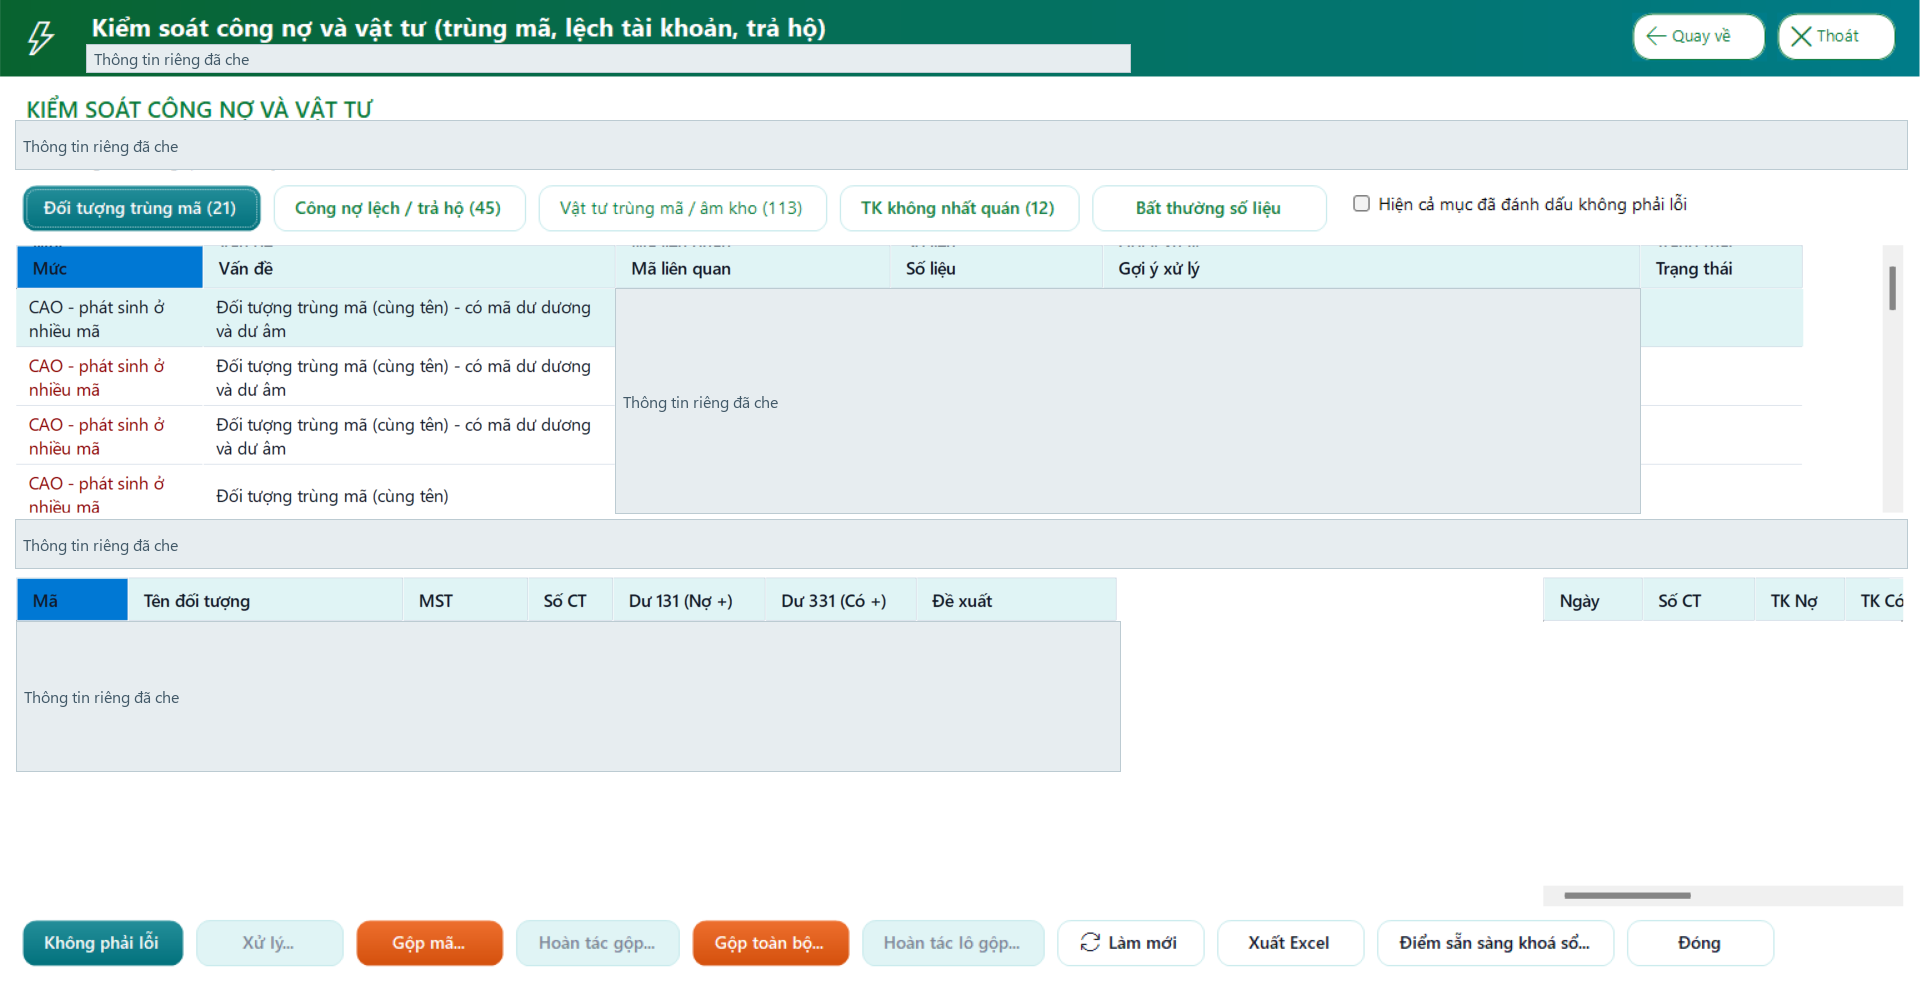 Kiểm soát công nợ và vật tư (trùng mã, lệch tài khoản, trả hộ)
Thông tin riêng đã che
Quay về
Thoát
KIỂM SOÁT CÔNG NỢ VÀ VẬT TƯ
Thông tin riêng đã che
Đối tượng trùng mã (21)
Công nợ lệch / trả hộ (45)
Vật tư trùng mã / âm kho (113)
TK không nhất quán (12)
Bất thường số liệu
Hiện cả mục đã đánh dấu không phải lỗi
Mức
Vấn đề
Mã liên quan
Số liệu
Gợi ý xử lý
Trạng thái
CAO - phát sinh ở
nhiều mã
Đối tượng trùng mã (cùng tên) - có mã dư dương
và dư âm
CAO - phát sinh ở
nhiều mã
Đối tượng trùng mã (cùng tên) - có mã dư dương
và dư âm
CAO - phát sinh ở
nhiều mã
Đối tượng trùng mã (cùng tên) - có mã dư dương
và dư âm
CAO - phát sinh ở
nhiều mã
Đối tượng trùng mã (cùng tên)
Thông tin riêng đã che
Thông tin riêng đã che
Mã
Tên đối tượng
MST
Số CT
Dư 131 (Nợ +)
Dư 331 (Có +)
Đề xuất
Ngày
Số CT
TK Nợ
TK Có
Thông tin riêng đã che
Không phải lỗi
Xử lý...
Gộp mã...
Hoàn tác gộp...
Gộp toàn bộ...
Hoàn tác lô gộp...
Làm mới
Xuất Excel
Điểm sẵn sàng khoá sổ...
Đóng